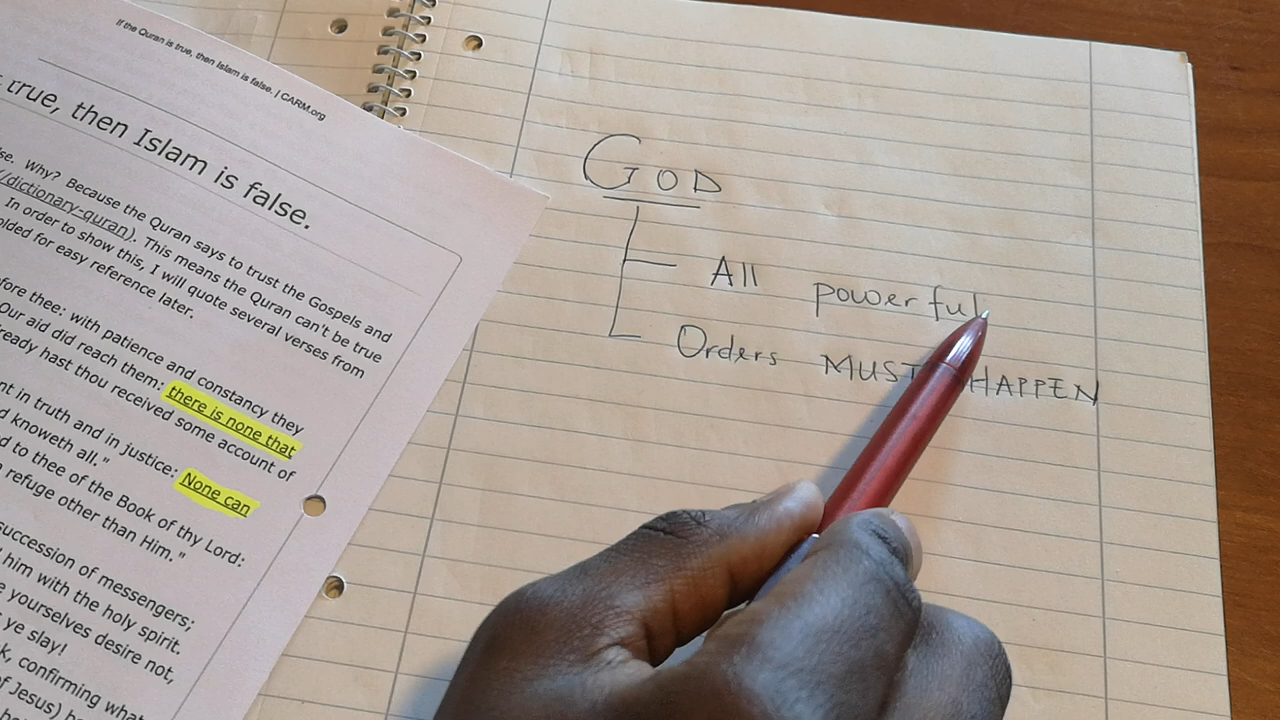 If the Quran is true, then Islam is false. | CARM.org
true, then Islam is false.
Why? Because the Quran says to trust the Gospels and
/dictionary-quran). This means the Quran can't be true
In order to show this, I will quote several verses from
for easy reference later.
thee: with patience and constancy they
Our aid did reach them: there is none that
hast thou received some account of
in truth and in justice: None can
knoweth all."
to thee of the Book of thy Lord:
refuge other than Him."
succession of messengers;
him with the holy spirit.
yourselves desire not,
ye slay!
confirming what
of Jesus)
GOD
All powerful
Orders MUST HAPPEN